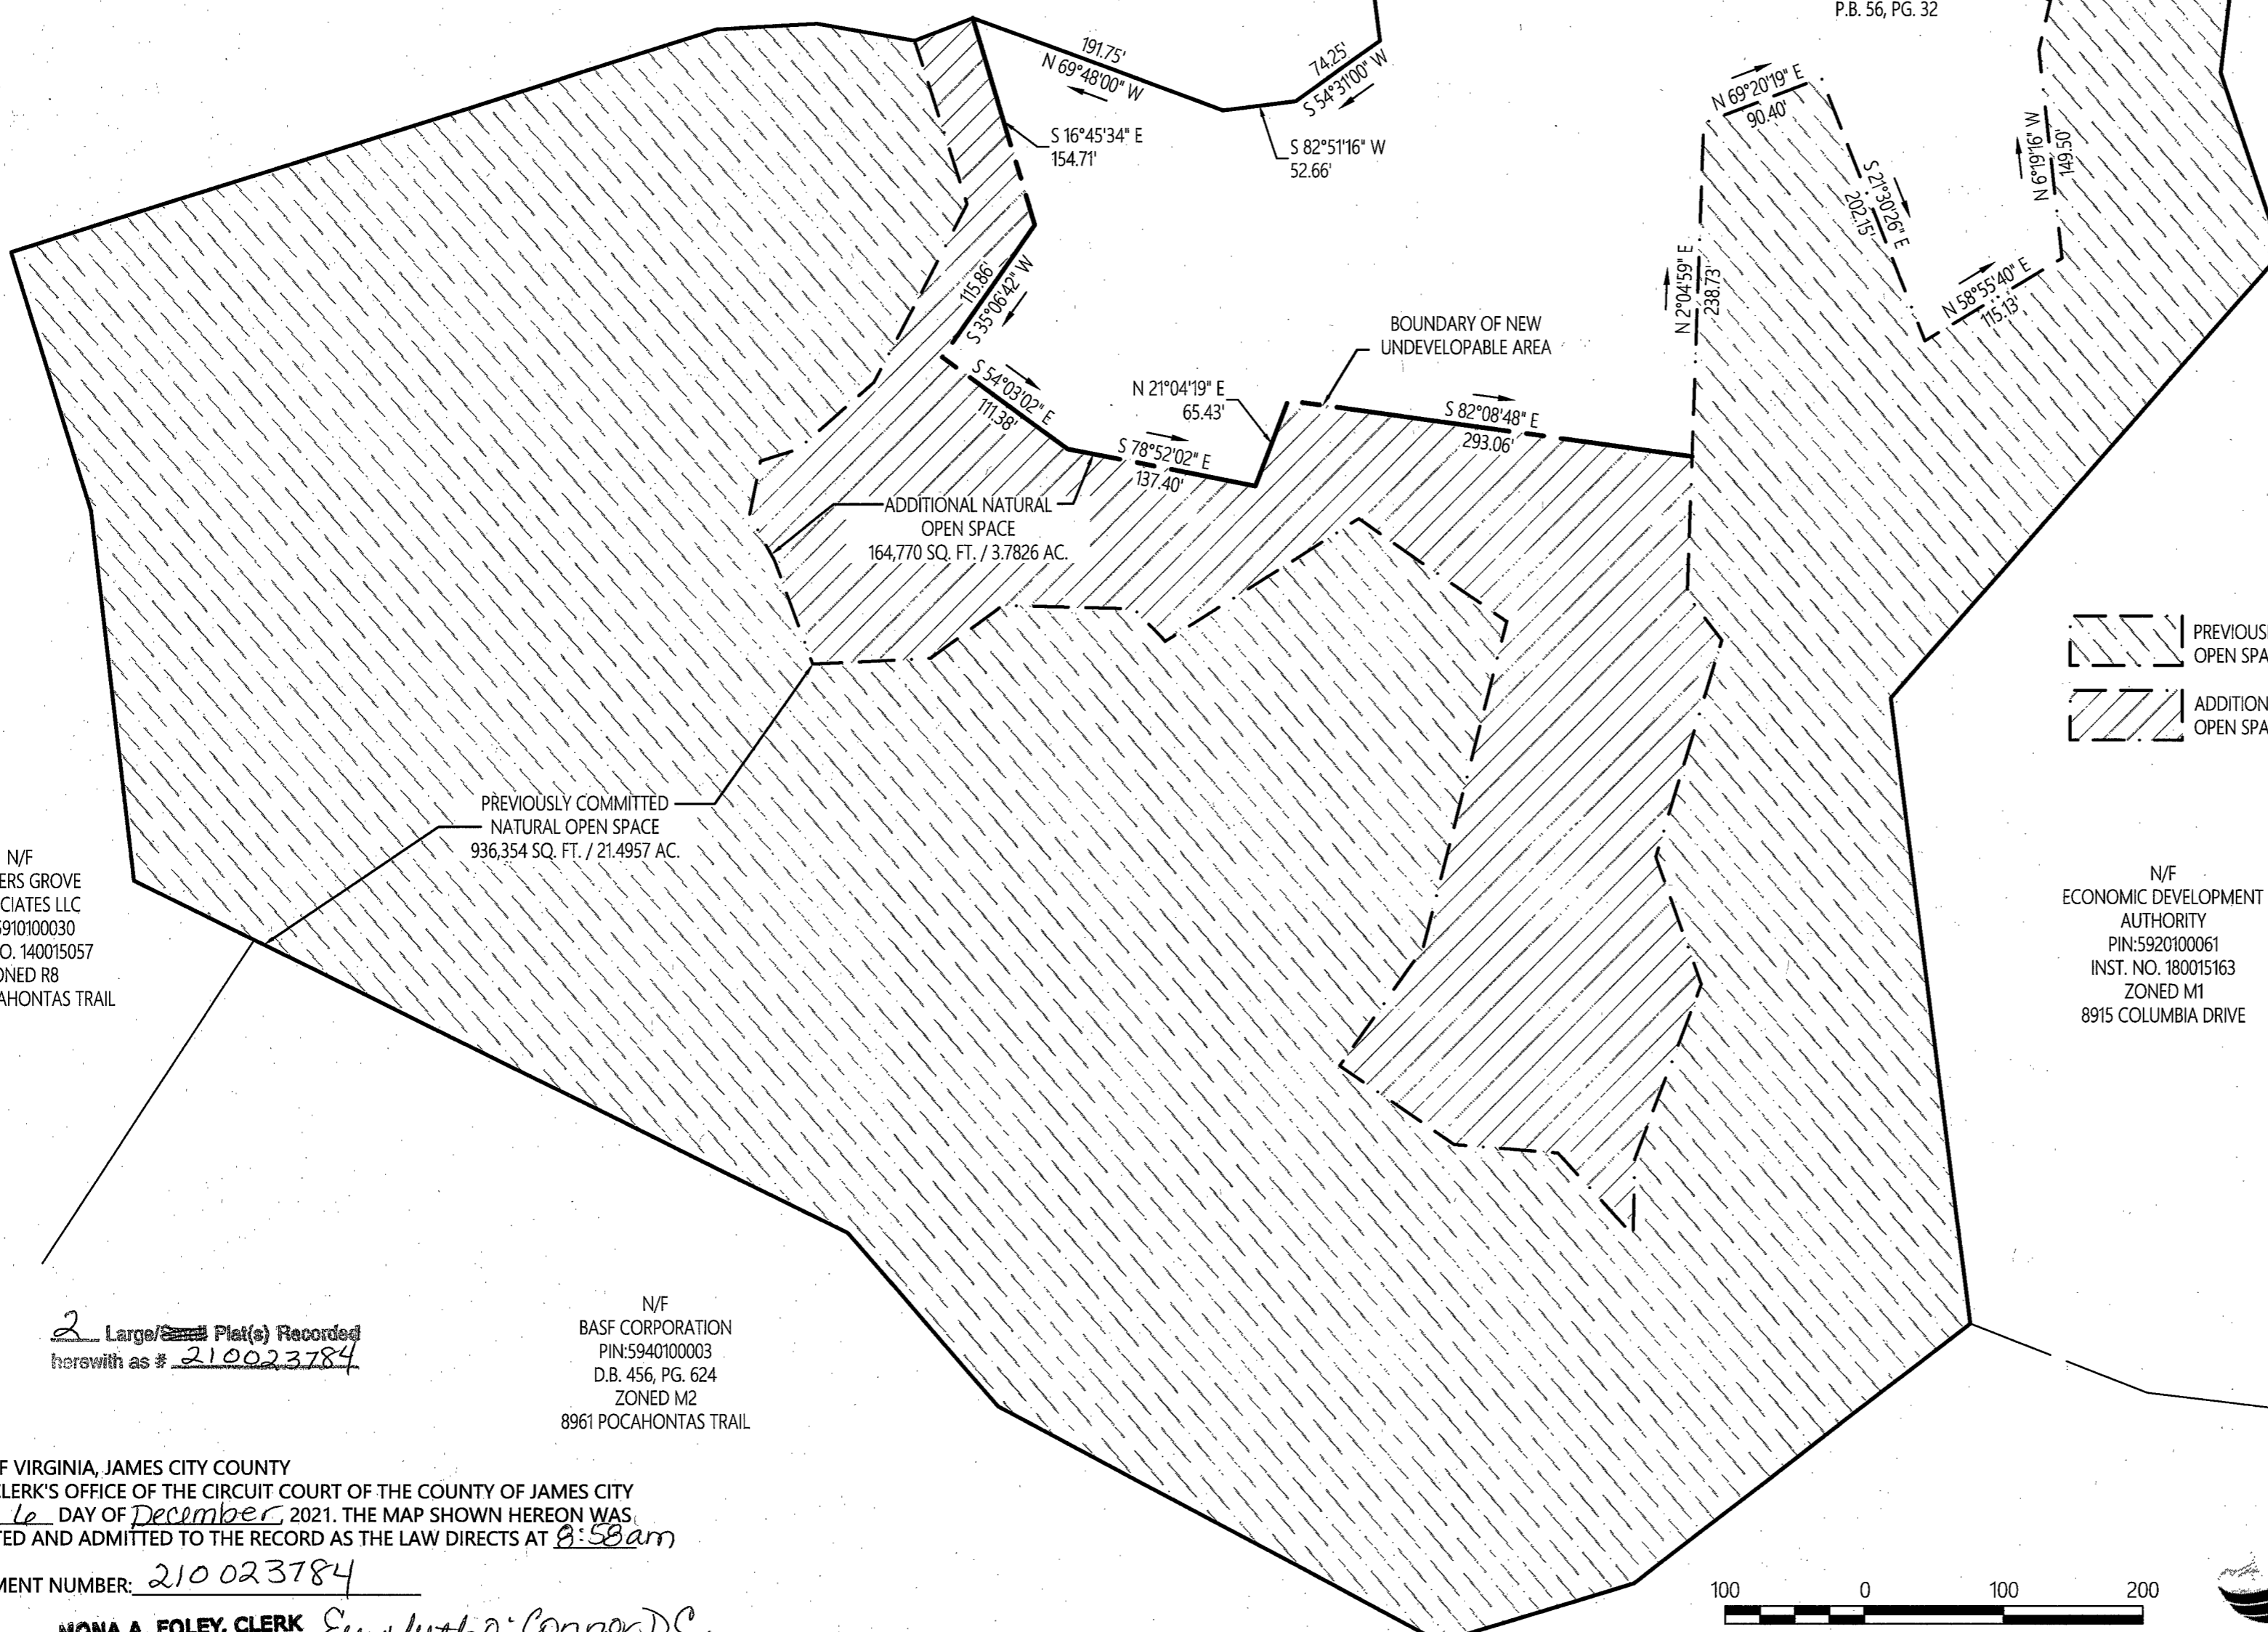 P.B. 56, PG. 32
191.75'
N 69°48'00" W
74.25'
S 54°31'00" W
S 16°45'34" E
154.71'
S 82°51'16" W
52.66'
N 69°20'19" E
90.40'
S 21°30'26" E
202.15'
N 6°19'16" W
149.50'
N 58°55'40" E
115.13'
N 2°04'59" E
238.73'
115.86'
S 35°06'42" W
BOUNDARY OF NEW
UNDEVELOPABLE AREA
S 54°03'02" E
111.38'
N 21°04'19" E
65.43'
S 78°52'02" E
137.40'
S 82°08'48" E
293.06'
ADDITIONAL NATURAL
OPEN SPACE
164,770 SQ. FT. / 3.7826 AC.
PREVIOUS
OPEN SPA
ADDITION
OPEN SPA
PREVIOUSLY COMMITTED
NATURAL OPEN SPACE
936,354 SQ. FT. / 21.4957 AC.
N/F
ERS GROVE
CIATES LLC
5910100030
O. 140015057
ONED R8
AHONTAS TRAIL
N/F
ECONOMIC DEVELOPMENT
AUTHORITY
PIN:5920100061
INST. NO. 180015163
ZONED M1
8915 COLUMBIA DRIVE
2 Large/Small Plat(s) Recorded
herewith as # 210023784
N/F
BASF CORPORATION
PIN:5940100003
D.B. 456, PG. 624
ZONED M2
8961 POCAHONTAS TRAIL
F VIRGINIA, JAMES CITY COUNTY
CLERK'S OFFICE OF THE CIRCUIT COURT OF THE COUNTY OF JAMES CITY
6 DAY OF December, 2021. THE MAP SHOWN HEREON WAS
TED AND ADMITTED TO THE RECORD AS THE LAW DIRECTS AT 8:58am
MENT NUMBER: 210023784
MONA A. FOLEY, CLERK
100 0 100 200